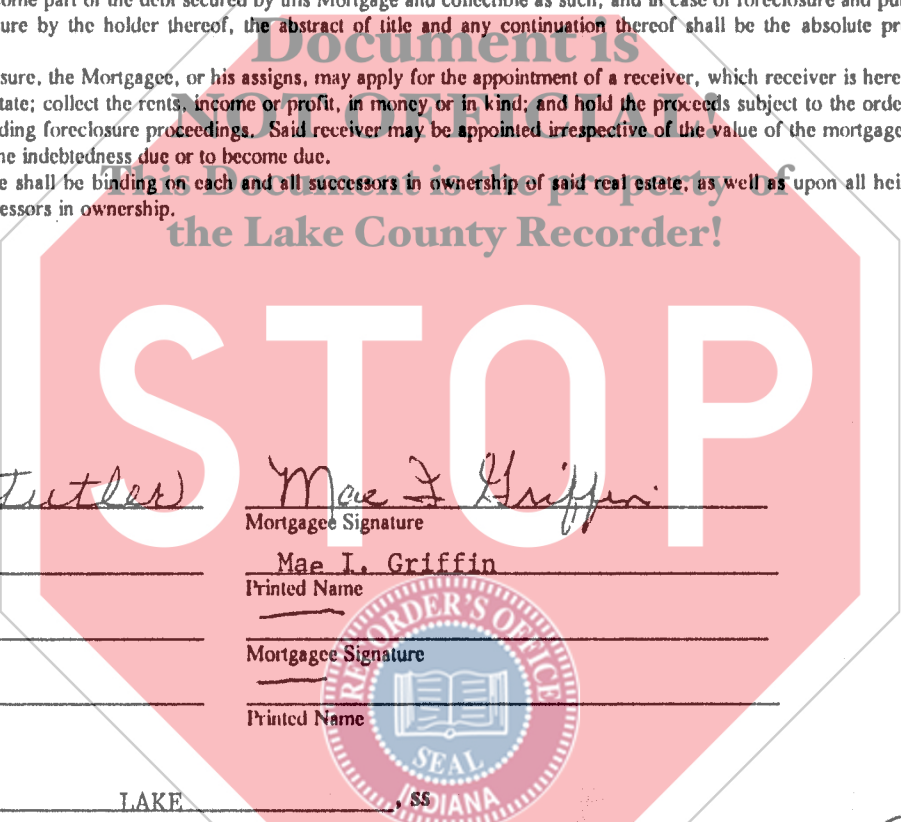 ome part of the debt secured by this Mortgage and collectible as such; and in case of foreclosure and pu
ure by the holder thereof, the abstract of title and any continuation thereof shall be the absolute pr
Document is
sure, the Mortgagee, or his assigns, may apply for the appointment of a receiver, which receiver is here
tate; collect the rents, income or profit, in money or in kind; and hold the proceeds subject to the orde
NOT OFFICIAL!
ding foreclosure proceedings. Said receiver may be appointed irrespective of the value of the mortgage
he indebtedness due or to become due.
This Document is the property of
e shall be binding on each and all successors in ownership of said real estate, as well as upon all hei
essors in ownership.
the Lake County Recorder!
STOP
Tutler Mae I Griffin
Mortgagee Signature
Mae I. Griffin
Printed Name
Mortgagee Signature
Printed Name
RECORDER'S OFFICE
SEAL
INDIANA
LAKE , SS